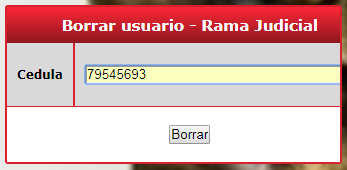 Borrar usuario - Rama Judicial
Cedula
79545693
Borrar